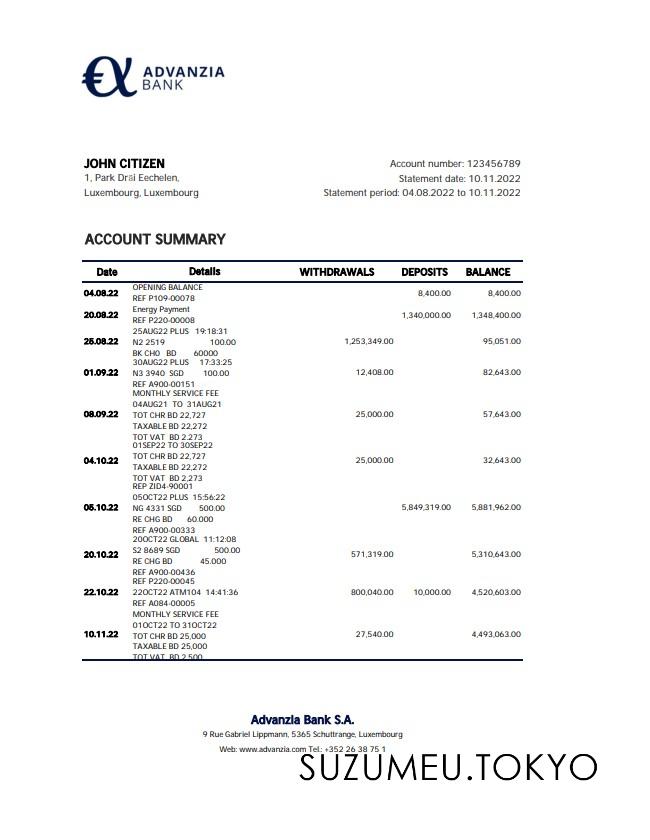 ADVANZIA
BANK
JOHN CITIZEN
1, Park Dräi Eechelen,
Luxembourg, Luxembourg
Account number: 123456789
Statement date: 10.11.2022
Statement period: 04.08.2022 to 10.11.2022
ACCOUNT SUMMARY
Date Details WITHDRAWALS DEPOSITS BALANCE
OPENING BALANCE
04.08.22 8,400.00 8,400.00
REF P109-00078
Energy Payment
20.08.22 1,340,000.00 1,348,400.00
REF P220-00008
25AUG22 PLUS 19:18:31
25.08.22 N2 2519 100.00 1,253,349.00 95,051.00
BK CH0 BD 60000
30AUG22 PLUS 17:33:25
01.09.22 N3 3940 SGD 100.00 12,408.00 82,643.00
REF A900-00151
MONTHLY SERVICE FEE
04AUG21 TO 31AUG21
08.09.22 TOT CHR BD 22,727 25,000.00 57,643.00
TAXABLE BD 22,272
TOT VAT BD 2.273
01SEP22 TO 30SEP22
04.10.22 TOT CHR BD 22,727 25,000.00 32,643.00
TAXABLE BD 22,272
TOT VAT BD 2,273
REP ZID4-90001
05OCT22 PLUS 15:56:22
05.10.22 NG 4331 SGD 500.00 5,849,319.00 5,881,962.00
RE CHG BD 60.000
REF A900-00333
20OCT22 GLOBAL 11:12:08
20.10.22 S2 8689 SGD 500.00 571,319.00 5,310,643.00
RE CHG BD 45.000
REF A900-00436
REF P220-00045
22.10.22 22OCT22 ATM104 14:41:36 800,040.00 10,000.00 4,520,603.00
REF A084-00005
MONTHLY SERVICE FEE
01OCT22 TO 31OCT22
10.11.22 TOT CHR BD 25,000 27,540.00 4,493,063.00
TAXABLE BD 25,000
TOT VAT BD 2.500
Advanzia Bank S.A.
9 Rue Gabriel Lippmann, 5365 Schuttrange, Luxembourg
Web: www.advanzia.com Tel.: +352 26 38 75 1
SUZUMEU.TOKYO